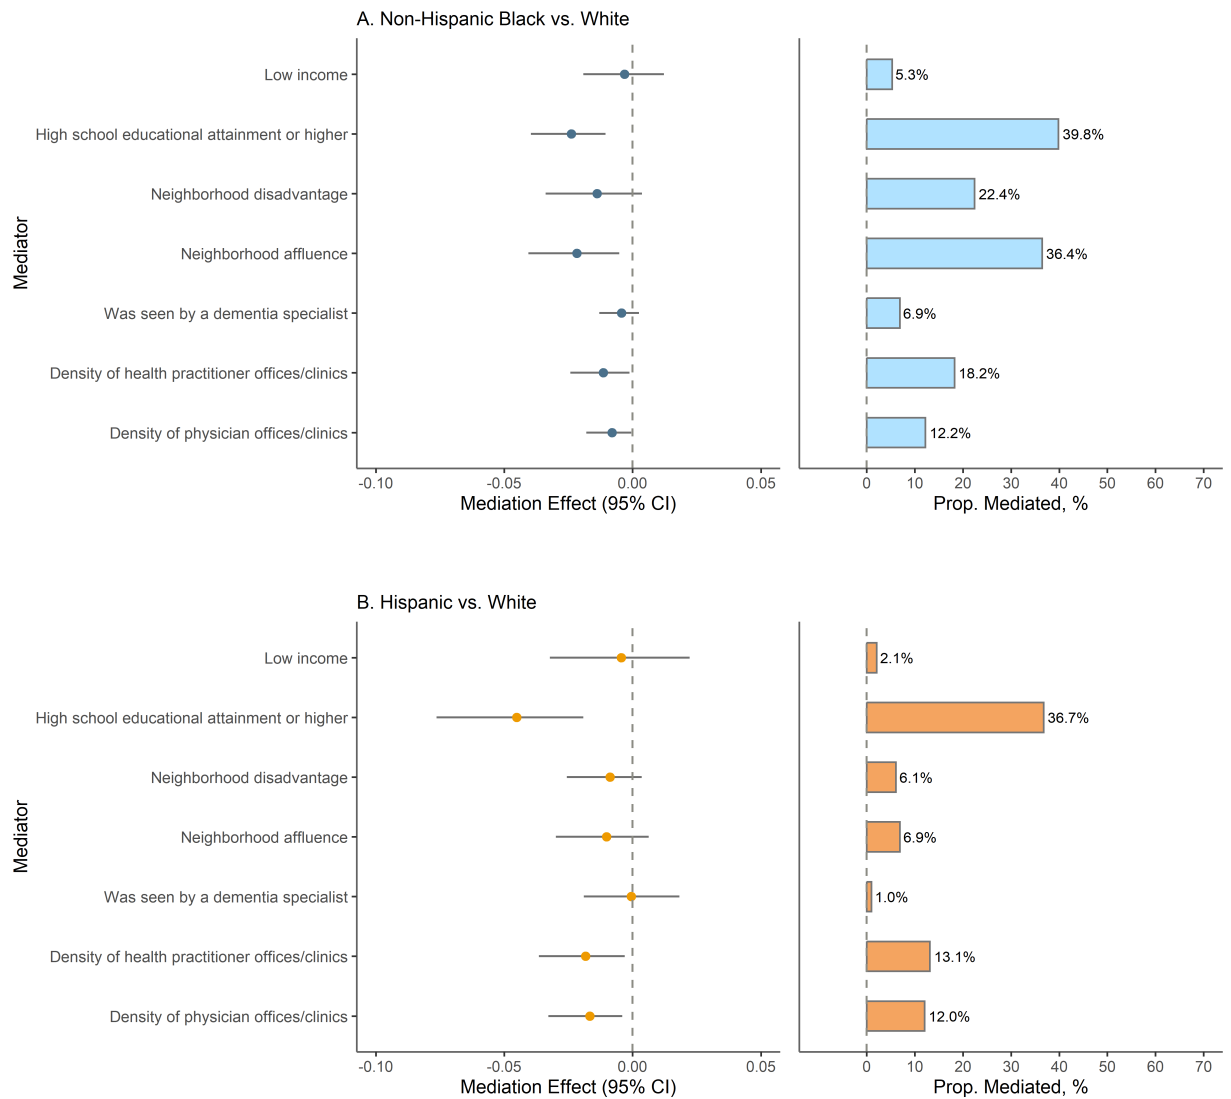 A. Non-Hispanic Black vs. White
Mediator
Low income
5.3%
High school educational attainment or higher
39.8%
Neighborhood disadvantage
22.4%
Neighborhood affluence
36.4%
Was seen by a dementia specialist
6.9%
Density of health practitioner offices/clinics
18.2%
Density of physician offices/clinics
12.2%
-0.10 -0.05 0.00 0.05
0 10 20 30 40 50 60 70
Mediation Effect (95% CI)
Prop. Mediated, %
B. Hispanic vs. White
Mediator
Low income
2.1%
High school educational attainment or higher
36.7%
Neighborhood disadvantage
6.1%
Neighborhood affluence
6.9%
Was seen by a dementia specialist
1.0%
Density of health practitioner offices/clinics
13.1%
Density of physician offices/clinics
12.0%
-0.10 -0.05 0.00 0.05
0 10 20 30 40 50 60 70
Mediation Effect (95% CI)
Prop. Mediated, %